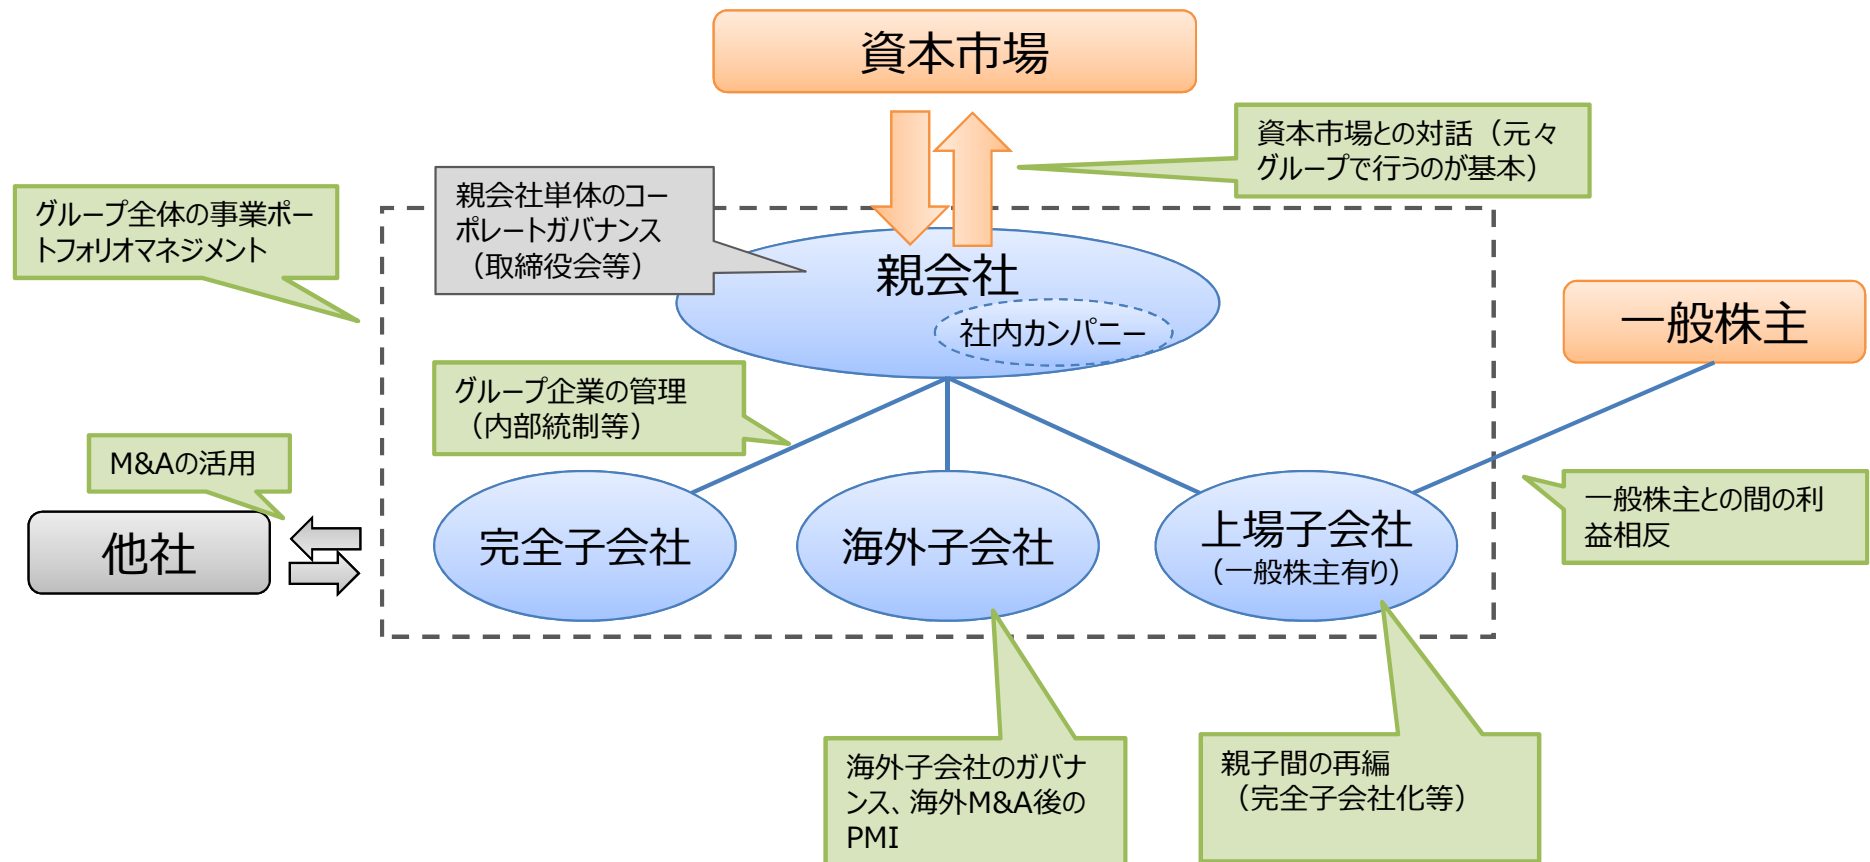 資本市場
資本市場との対話（元々
グループで行うのが基本）
親会社単体のコー
ポレートガバナンス
（取締役会等）
グループ全体の事業ポー
トフォリオマネジメント
親会社
社内カンパニー
一般株主
グループ企業の管理
（内部統制等）
M&Aの活用
他社
完全子会社
海外子会社
上場子会社
（一般株主有り）
一般株主との間の利
益相反
海外子会社のガバナ
ンス、海外M&A後の
PMI
親子間の再編
（完全子会社化等）